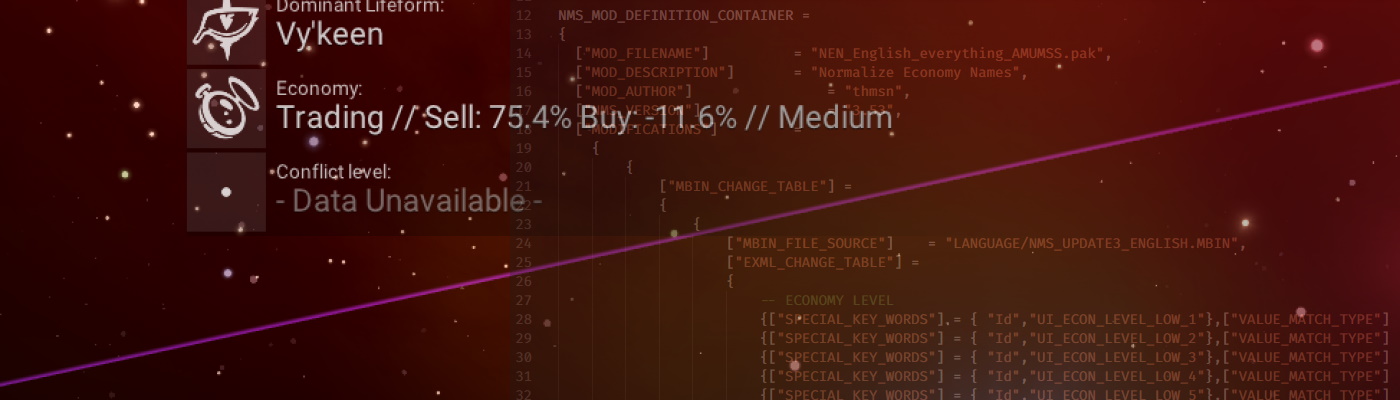 Dominant Lifeform:
Vy'keen
Economy:
Trading // Sell: 75.4% Buy: -11.6% // Medium
Conflict level:
- Data Unavailable -
12 NMS_MOD_DEFINITION_CONTAINER =
13 {
14 ["MOD_FILENAME"] = "NEN_English_everything_AMUMSS.pak",
15 ["MOD_DESCRIPTION"] = "Normalize Economy Names",
16 ["MOD_AUTHOR"] = "thmsn",
["NMS_VERSION"]
18 ["MODIFICATIONS"] =
19 {
20 {
21 ["MBIN_CHANGE_TABLE"] =
22 {
23 {
24 ["MBIN_FILE_SOURCE"] = "LANGUAGE/NMS_UPDATE3_ENGLISH.MBIN",
25 ["EXML_CHANGE_TABLE"] =
26 {
27 -- ECONOMY LEVEL
28 {["SPECIAL_KEY_WORDS"] = { "Id","UI_ECON_LEVEL_LOW_1"},["VALUE_MATCH_TYPE"]
29 {["SPECIAL_KEY_WORDS"] = { "Id","UI_ECON_LEVEL_LOW_2"},["VALUE_MATCH_TYPE"]
30 {["SPECIAL_KEY_WORDS"] = { "Id","UI_ECON_LEVEL_LOW_3"},["VALUE_MATCH_TYPE"]
31 {["SPECIAL_KEY_WORDS"] = { "Id","UI_ECON_LEVEL_LOW_4"},["VALUE_MATCH_TYPE"]
32 {["SPECIAL_KEY_WORDS"] = { "Id","UI_ECON_LEVEL_LOW_5"},["VALUE_MATCH_TYPE"]